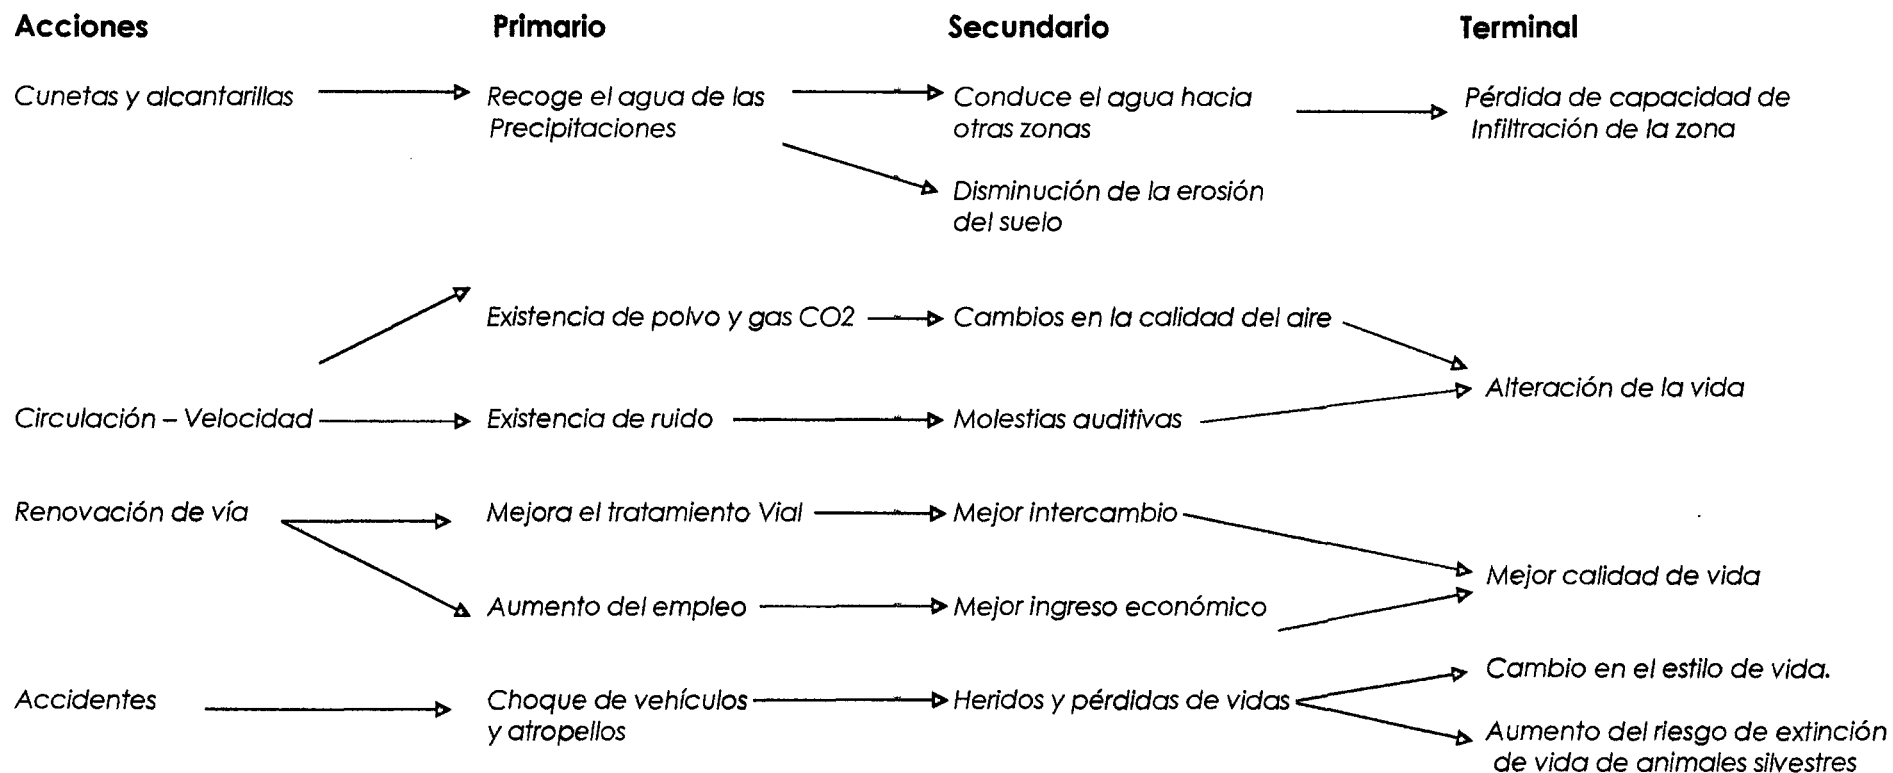 Acciones Primario Secundario Terminal
Cunetas y alcantarillas Recoge el agua de las Conduce el agua hacia Pérdida de capacidad de
Precipitaciones otras zonas Infiltración de la zona
Disminución de la erosión
del suelo
Existencia de polvo y gas CO2 Cambios en la calidad del aire
Alteración de la vida
Circulación – Velocidad Existencia de ruido Molestias auditivas
Renovación de vía Mejora el tratamiento Vial Mejor intercambio
Mejor calidad de vida
Aumento del empleo Mejor ingreso económico
Cambio en el estilo de vida.
Accidentes Choque de vehículos Heridos y pérdidas de vidas
y atropellos Aumento del riesgo de extinción
de vida de animales silvestres